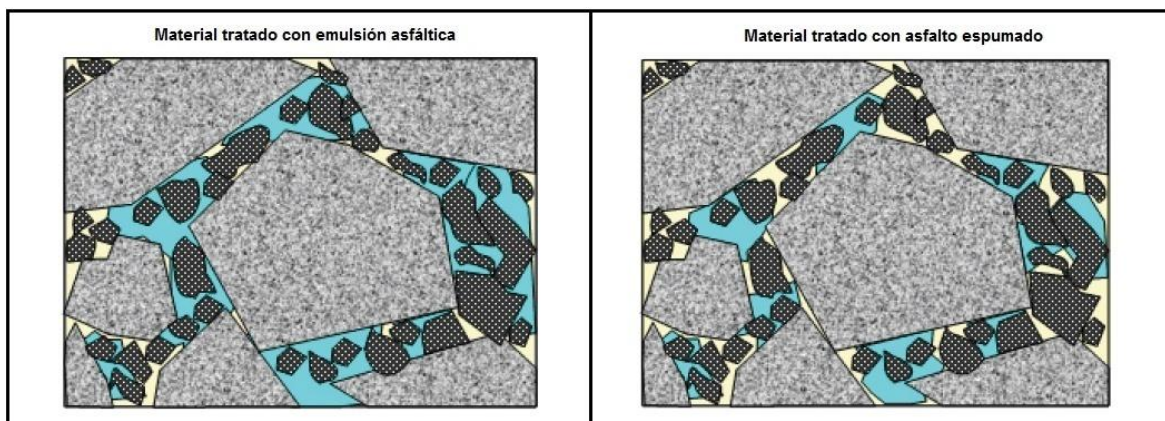 Material tratado con emulsión asfáltica
Material tratado con asfalto espumado